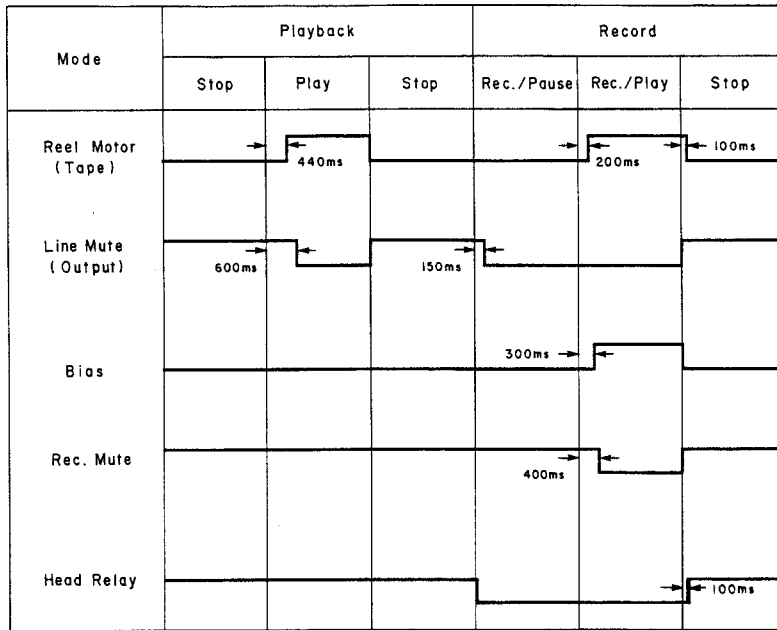 Mode
Playback
Record
Stop
Play
Stop
Rec./Pause
Rec./Play
Stop
Reel Motor
(Tape)
440ms
200ms
100ms
Line Mute
(Output)
600ms
150ms
Bias
300ms
Rec. Mute
400ms
Head Relay
100ms